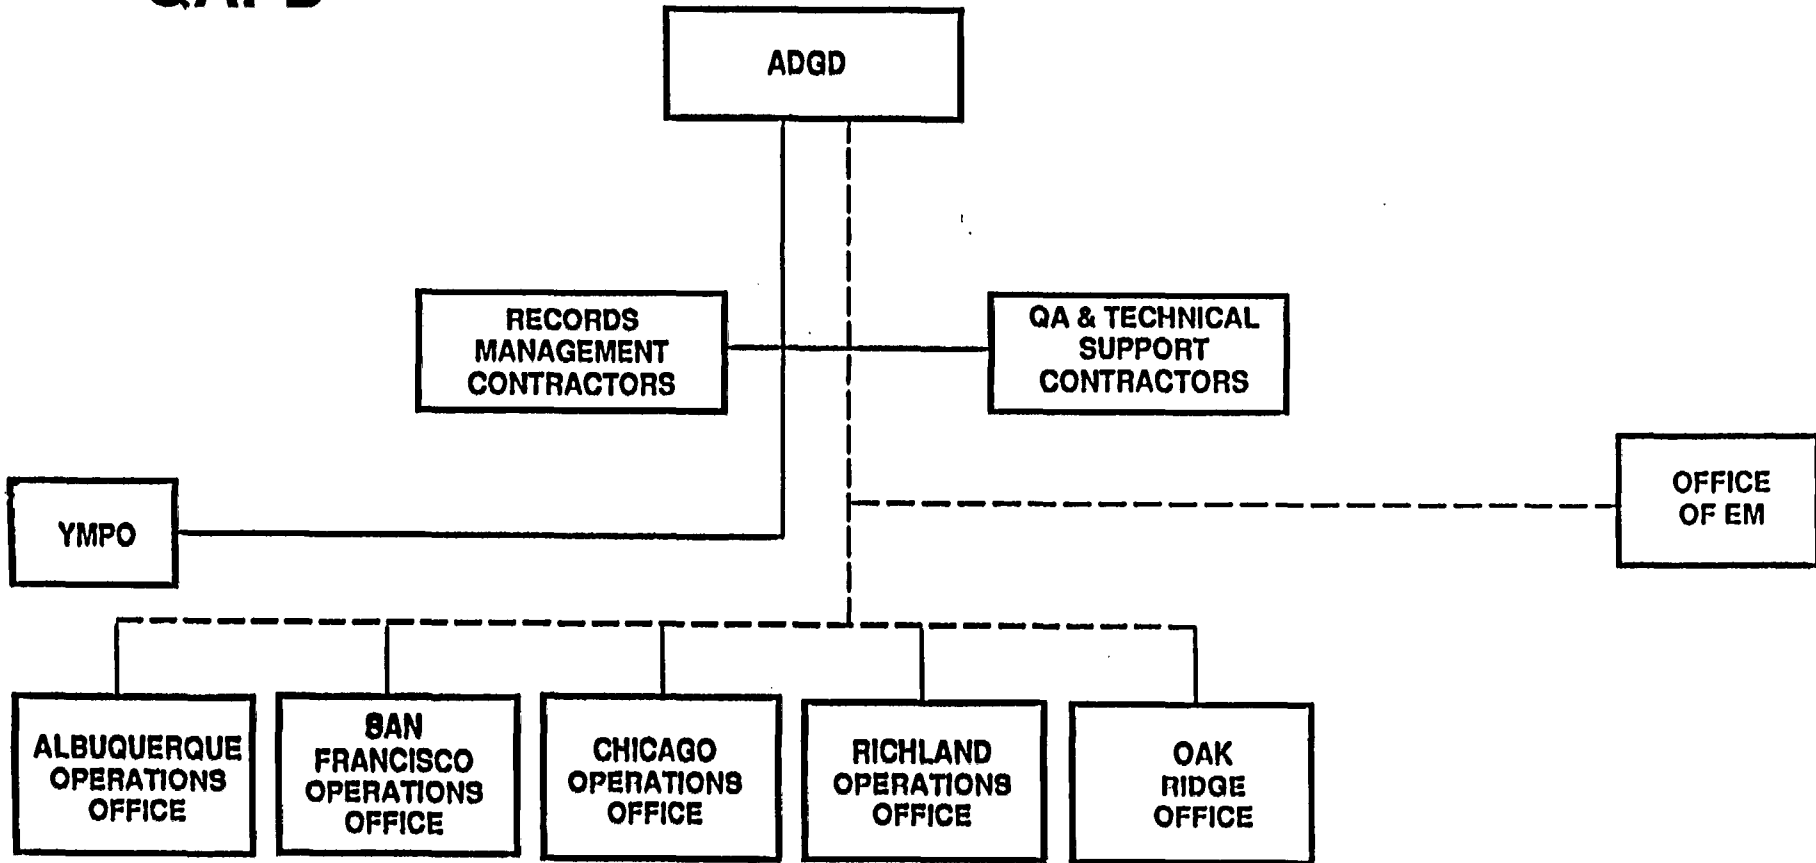 ADGD
RECORDS
MANAGEMENT
CONTRACTORS
QA & TECHNICAL
SUPPORT
CONTRACTORS
OFFICE
OF EM
YMPO
ALBUQUERQUE
OPERATIONS
OFFICE
SAN
FRANCISCO
OPERATIONS
OFFICE
CHICAGO
OPERATIONS
OFFICE
RICHLAND
OPERATIONS
OFFICE
OAK
RIDGE
OFFICE